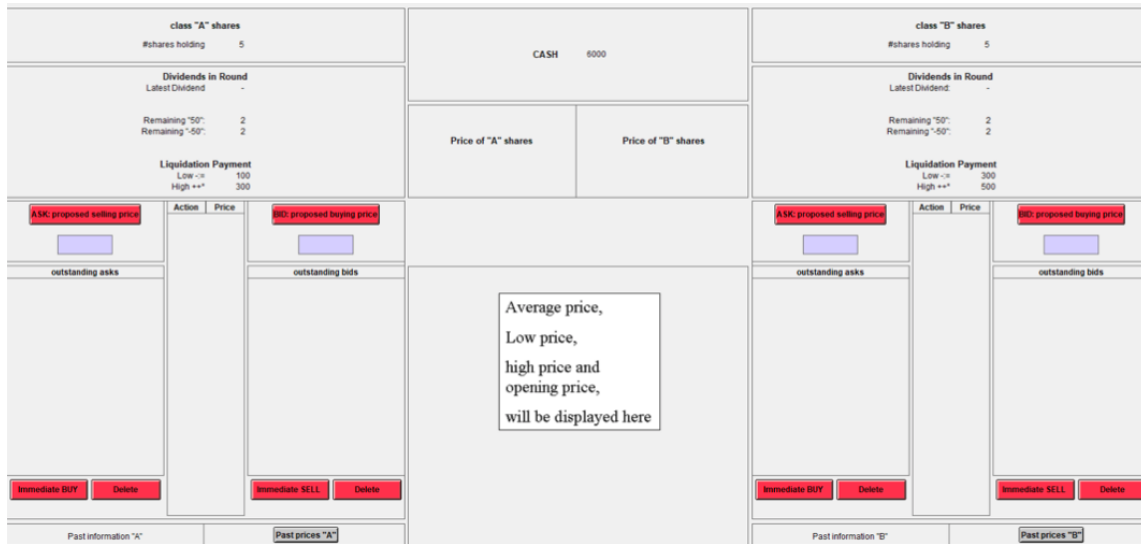 class "A" shares
#shares holding 5
Dividends in Round
Latest Dividend -
Remaining "50": 2
Remaining "-50": 2
Liquidation Payment
Low -:= 100
High ++* 300
ASK: proposed selling price
Action Price
BID: proposed buying price
outstanding asks
outstanding bids
Immediate BUY
Delete
Immediate SELL
Delete
Past information "A"
Past prices "A"
CASH 6000
Price of "A" shares
Price of "B" shares
Average price,
Low price,
high price and
opening price,
will be displayed here
class "B" shares
#shares holding 5
Dividends in Round
Latest Dividend: -
Remaining "50": 2
Remaining "-50": 2
Liquidation Payment
Low -:= 300
High ++* 500
ASK: proposed selling price
Action Price
BID: proposed buying price
outstanding asks
outstanding bids
Immediate BUY
Delete
Immediate SELL
Delete
Past information "B"
Past prices "B"